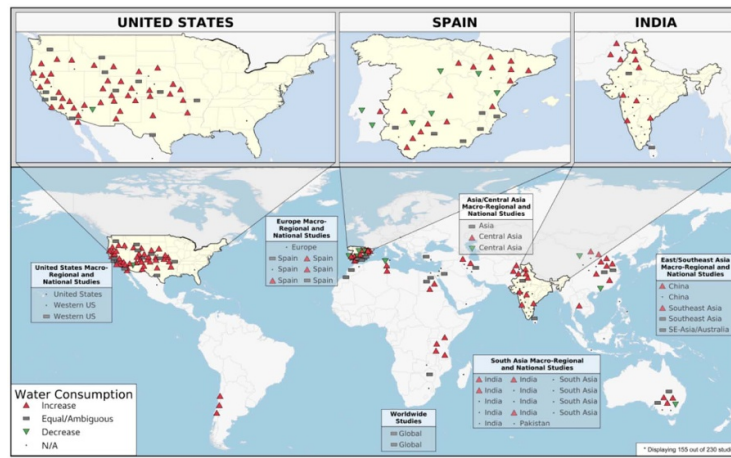 UNITED STATES
SPAIN
INDIA
Asia/Central Asia
Macro-Regional and
National Studies
Asia
Central Asia
Central Asia
Europe Macro-
Regional and
National Studies
Europe
Spain Spain
Spain Spain
Spain Spain
United States Macro-
Regional and
National Studies
United States
Western US
Western US
East/Southeast Asia
Macro-Regional and
National Studies
China
China
Southeast Asia
Southeast Asia
SE-Asia/Australia
South Asia Macro-Regional
and National Studies
India India South Asia
India India South Asia
India India South Asia
India India South Asia
India Pakistan
Worldwide
Studies
Global
Global
Water Consumption
Increase
Equal/Ambiguous
Decrease
N/A
* Displaying 155 out of 230 stud